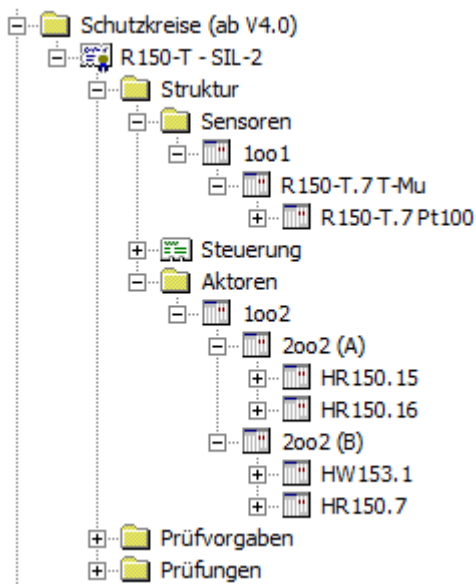 Schutzkreise (ab V4.0)
R150-T - SIL-2
Struktur
Sensoren
1oo1
R150-T.7 T-Mu
R150-T.7 Pt100
Steuerung
Aktoren
1oo2
2oo2 (A)
HR150.15
HR150.16
2oo2 (B)
HW153.1
HR150.7
Prüfvorgaben
Prüfungen